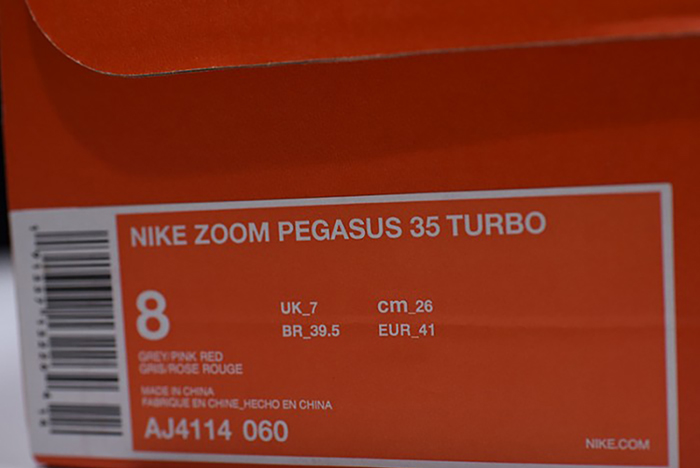 NIKE ZOOM PEGASUS 35 TURBO
8
UK_7 cm_26
BR_39.5 EUR_41
GREY/PINK RED
GRIS/ROSE ROUGE
MADE IN CHINA
FABRIQUÉ EN CHINE_HECHO EN CHINA
AJ4114 060
NIKE.COM